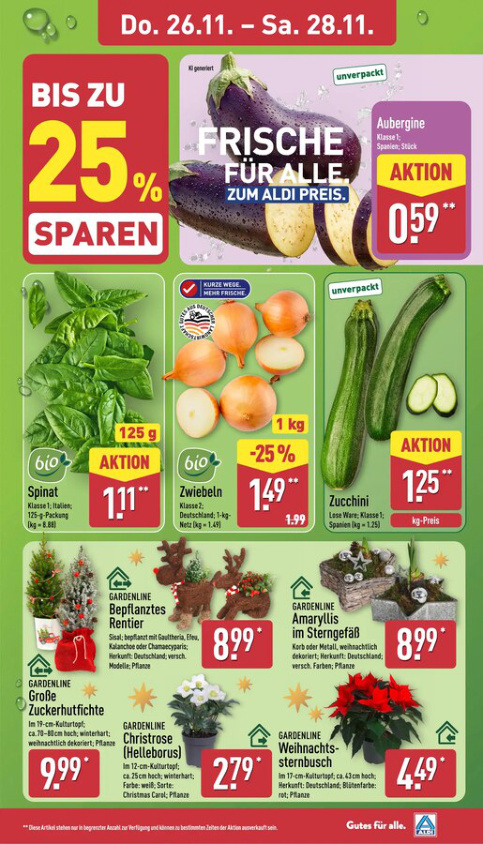 Do. 26.11. – Sa. 28.11.
BIS ZU
25%
SPAREN
KI generiert
unverpackt
FRISCHE
FÜR ALLE.
ZUM ALDI PREIS.
Aubergine
Klasse 1;
Spanien; Stück
AKTION
0.59**
125 g
bio
AKTION
Spinat
Klasse 1; Italien;
125-g-Packung
(kg = 8.88)
1.11**
KURZE WEGE.
MEHR FRISCHE.
1 kg
bio
-25%
Zwiebeln
Klasse 2;
Deutschland; 1-kg-
Netz (kg = 1.49)
1.49**
1.99
unverpackt
AKTION
Zucchini
Lose Ware; Klasse 1;
Spanien (kg = 1.25)
1.25**
kg-Preis
GARDENLINE
Bepflanztes
Rentier
Sisal; bepflanzt mit Gaultheria, Efeu,
Kalanchoe oder Chamaecyparis;
Herkunft: Deutschland; versch.
Modelle; Pflanze
8.99*
GARDENLINE
Amaryllis
im Sterngefäß
Korb oder Metall, weihnachtlich
dekoriert; Herkunft: Deutschland;
versch. Farben; Pflanze
8.99*
GARDENLINE
Große
Zuckerhutfichte
Im 19-cm-Kulturtopf;
ca. 70–80cm hoch; winterhart;
weihnachtlich dekoriert; Pflanze
9.99*
GARDENLINE
Christrose
(Helleborus)
Im 12-cm-Kulturtopf;
ca. 25cm hoch; winterhart;
Farbe: weiß; Sorte:
Christmas Carol; Pflanze
2.79*
GARDENLINE
Weihnachts-
sternbusch
Im 17-cm-Kulturtopf; ca. 43cm hoch;
Herkunft: Deutschland; Blütenfarbe:
rot; Pflanze
4.49*
** Diese Artikel stehen nur in begrenzter Anzahl zur Verfügung und können zu bestimmten Zeiten der Aktion ausverkauft sein.
Gutes für alle.
ALDI